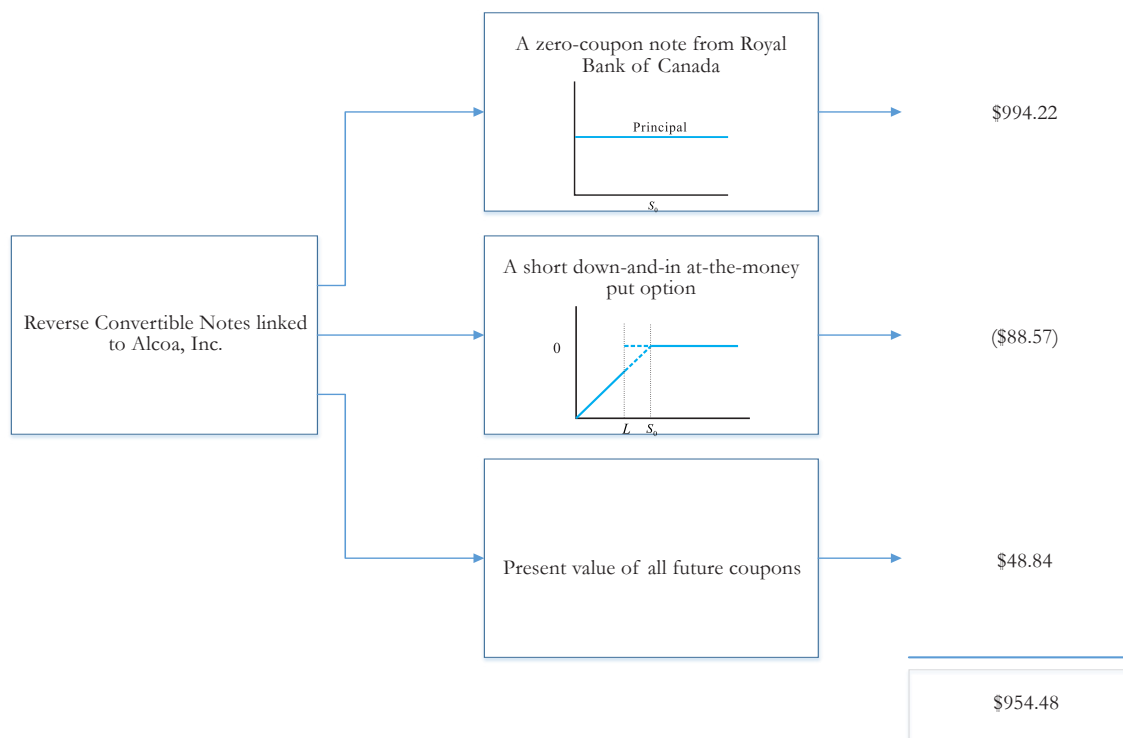 A zero-coupon note from Royal
Bank of Canada
Principal
S₀
$994.22
Reverse Convertible Notes linked
to Alcoa, Inc.
A short down-and-in at-the-money
put option
0
L S₀
($88.57)
Present value of all future coupons
$48.84
$954.48